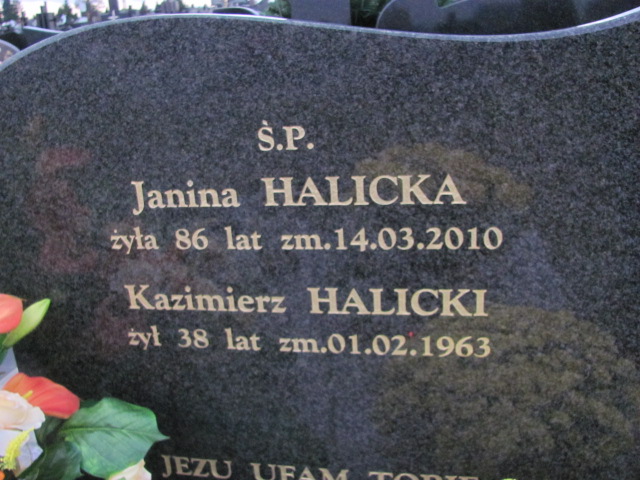 Ś.P.
Janina HALICKA
żyła 86 lat zm.14.03.2010
Kazimierz HALICKI
żył 38 lat zm.01.02.1963
JEZU UFAM TOBIE